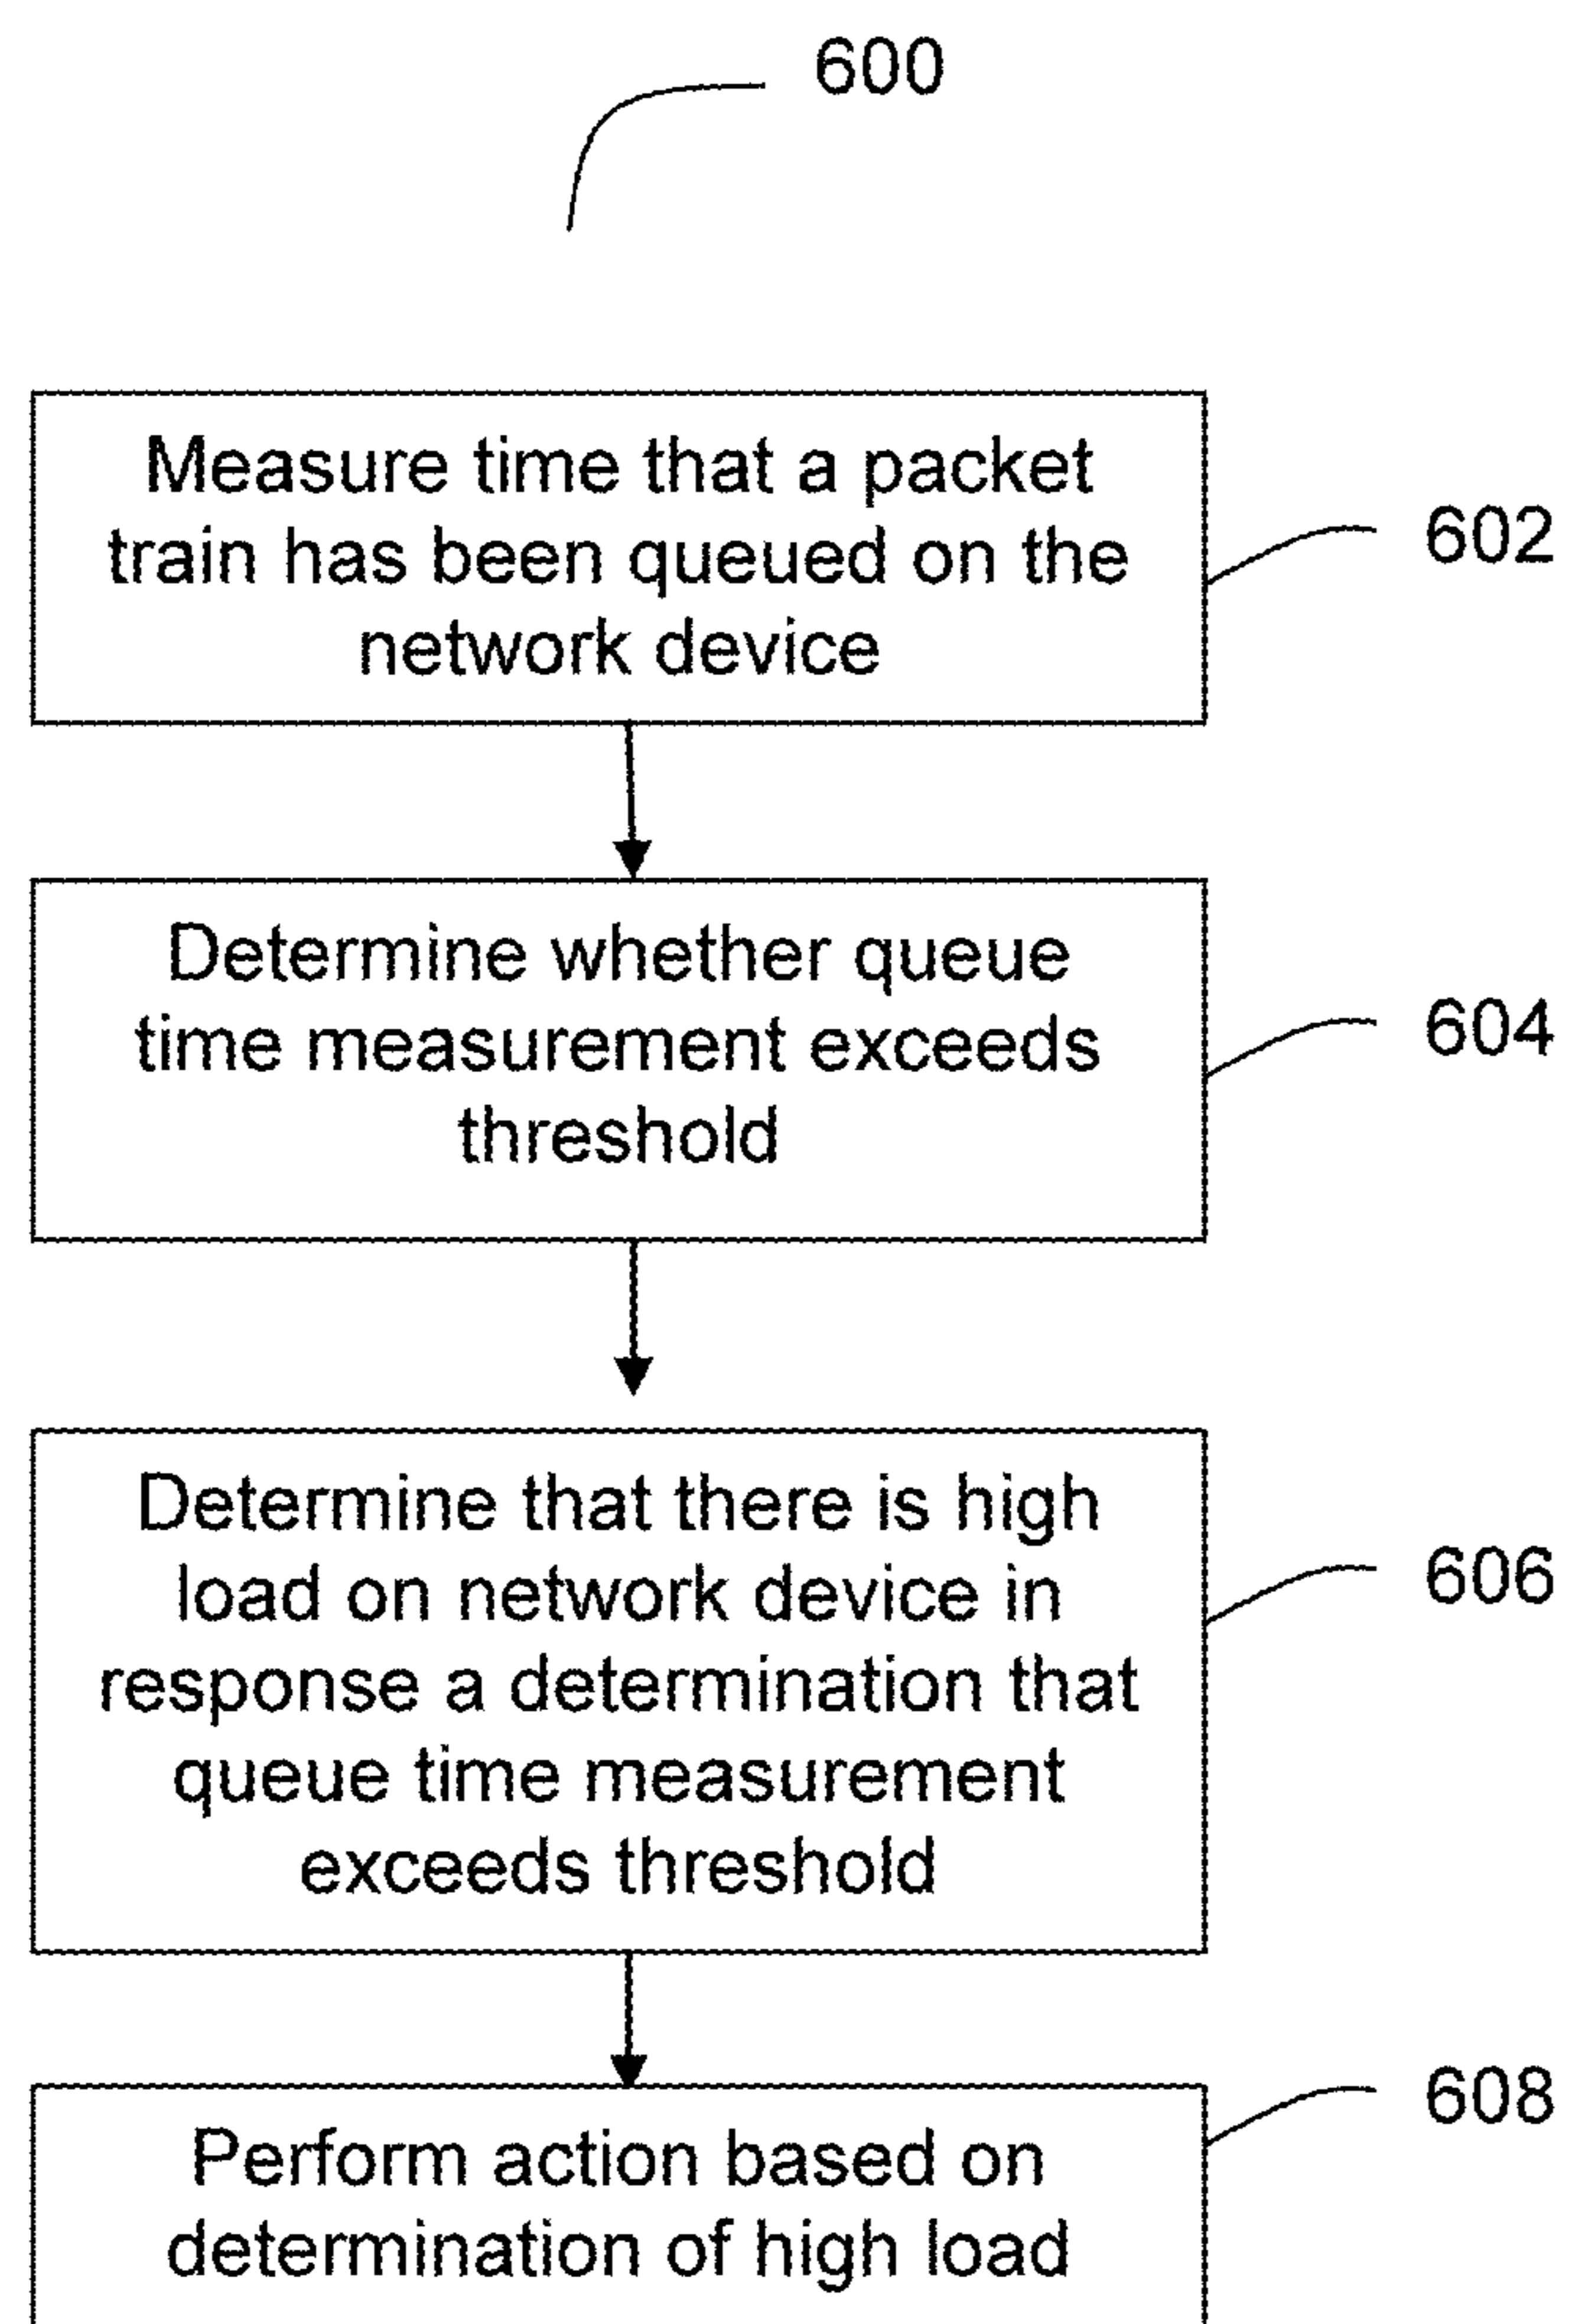 600
Measure time that a packet
train has been queued on the
network device
602
Determine whether queue
time measurement exceeds
threshold
604
Determine that there is high
load on network device in
response a determination that
queue time measurement
exceeds threshold
606
Perform action based on
determination of high load
608